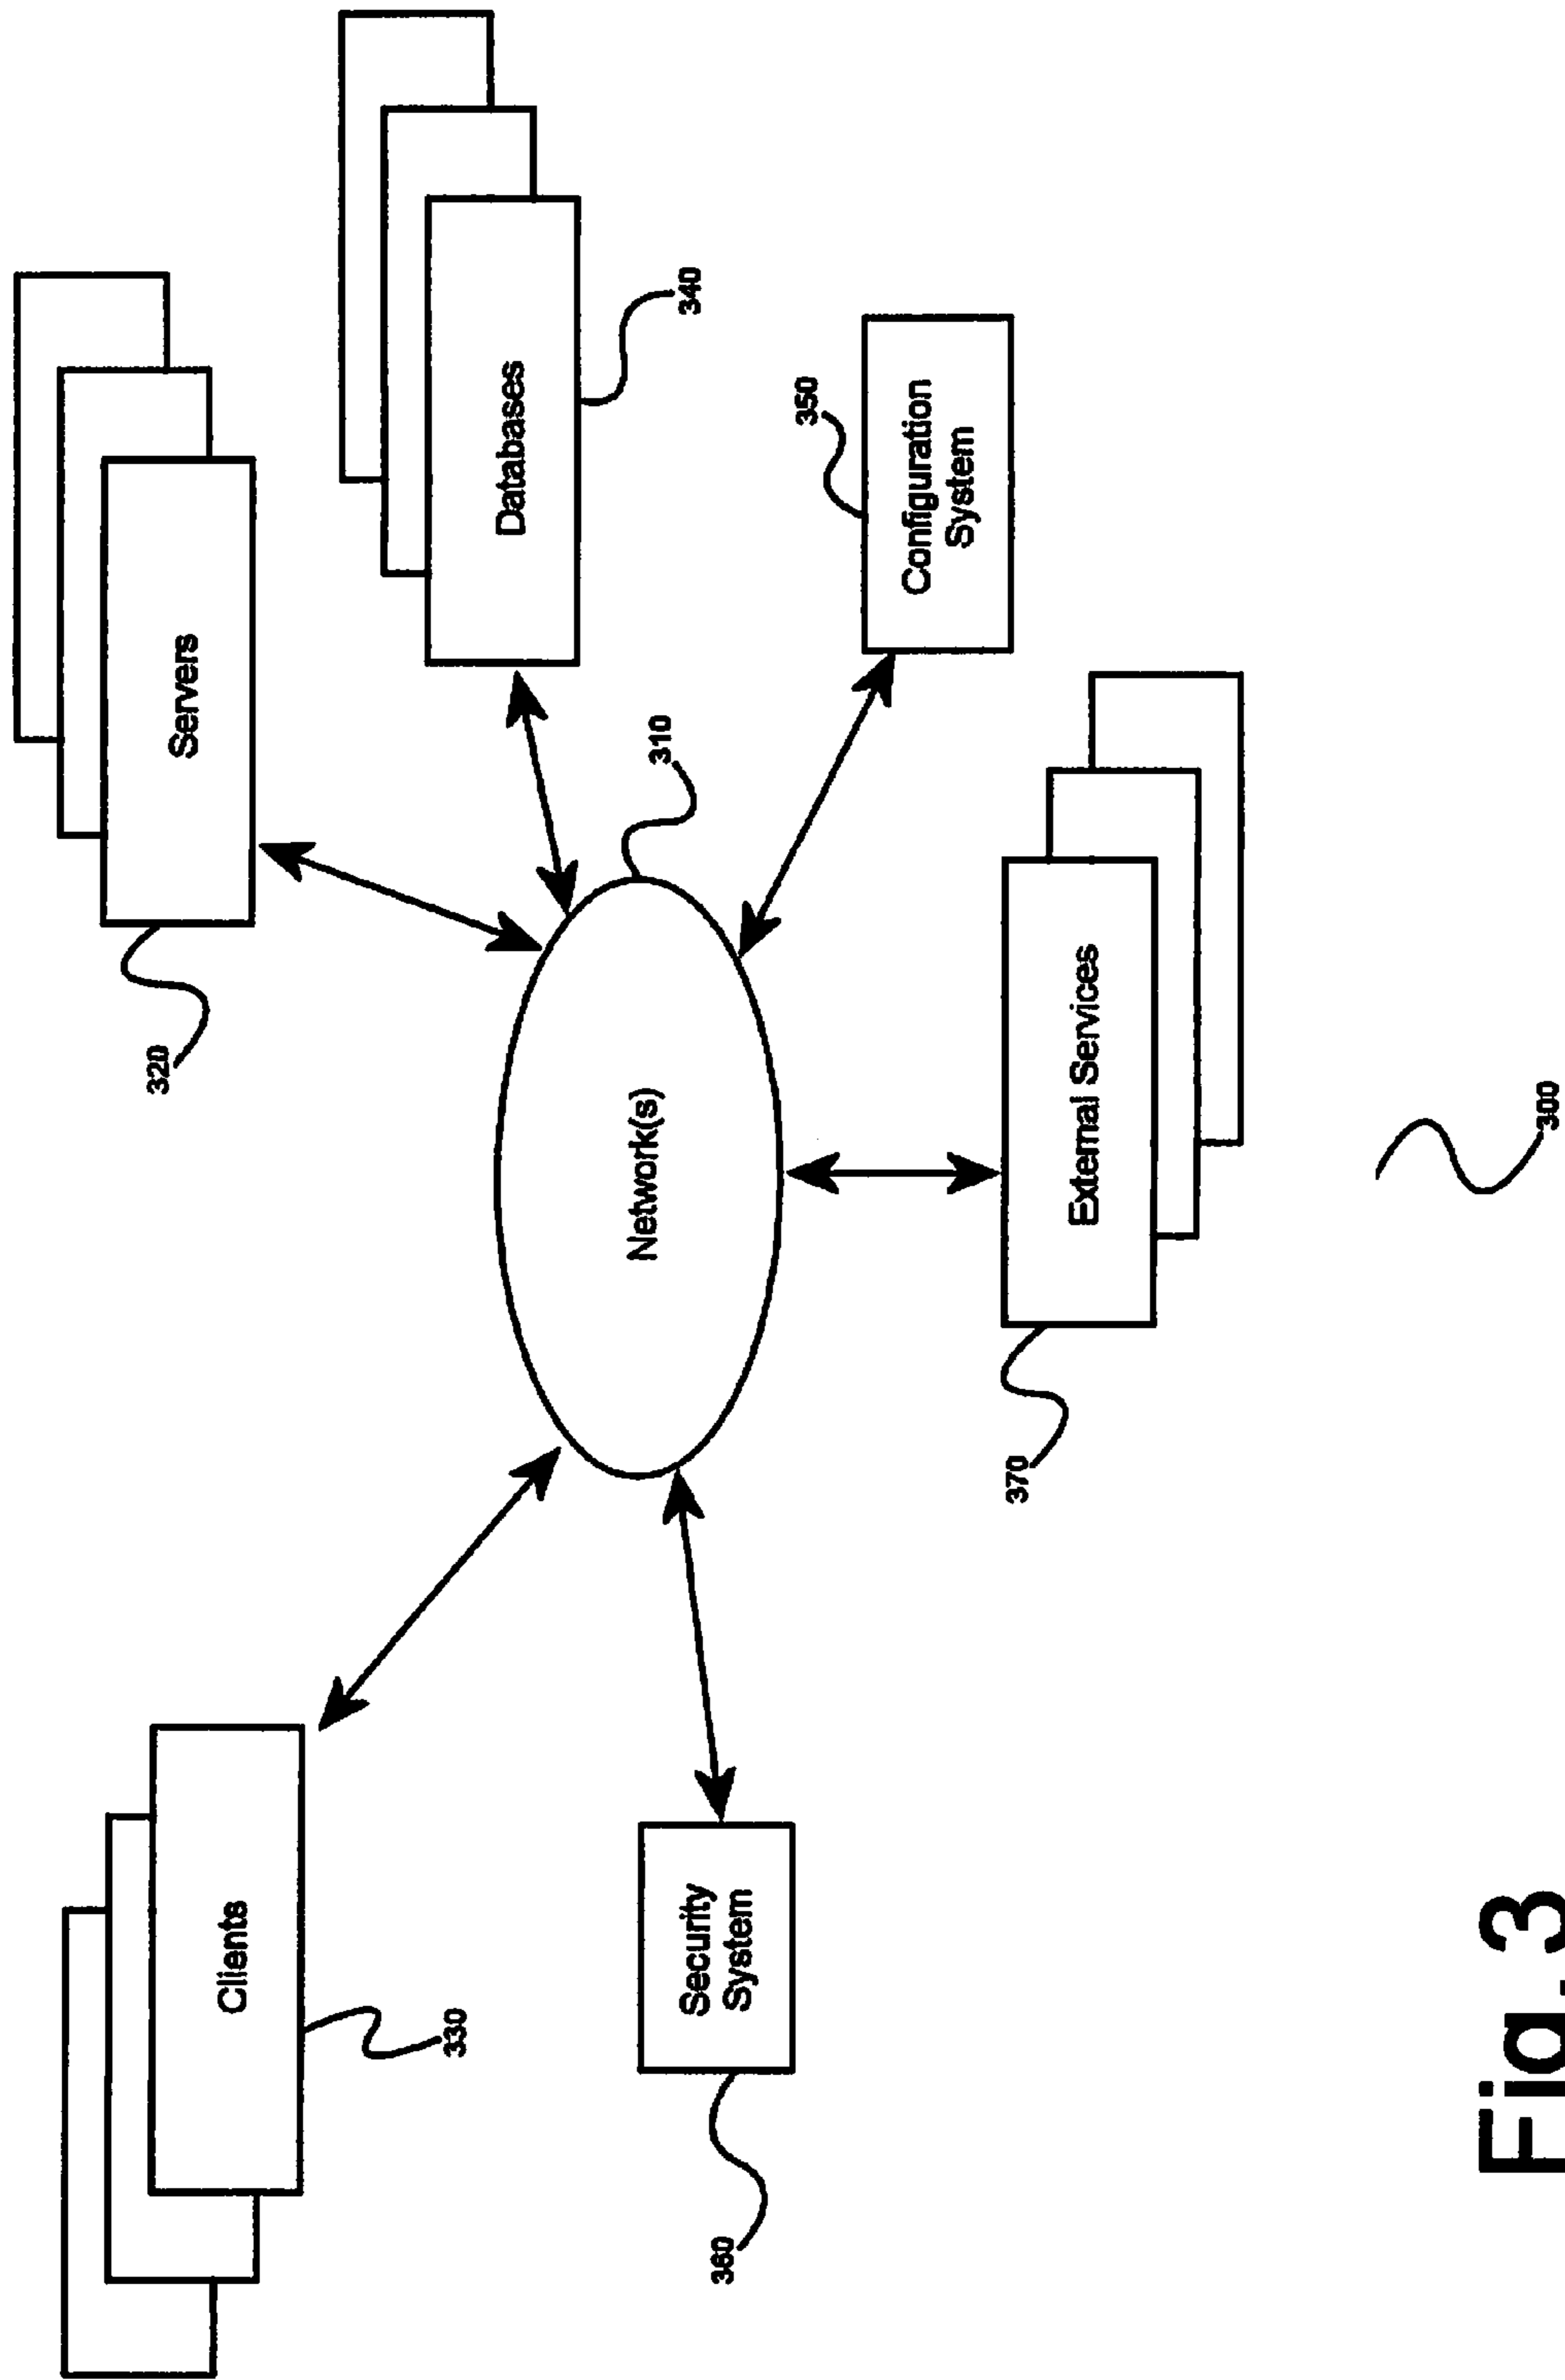 Clients
330
Servers
320
Databases
340
Network(s)
310
Security
System
360
350
Configuration
System
External Services
370
300
Fig. 3